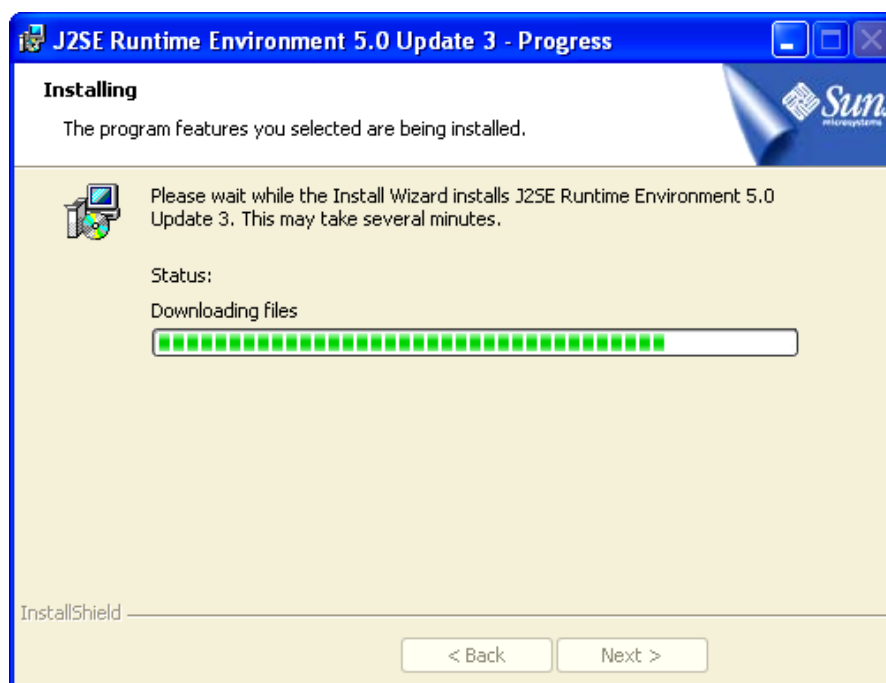 J2SE Runtime Environment 5.0 Update 3 - Progress
Installing
The program features you selected are being installed.
Sun
microsystems
Please wait while the Install Wizard installs J2SE Runtime Environment 5.0
Update 3. This may take several minutes.
Status:
Downloading files
InstallShield
< Back
Next >